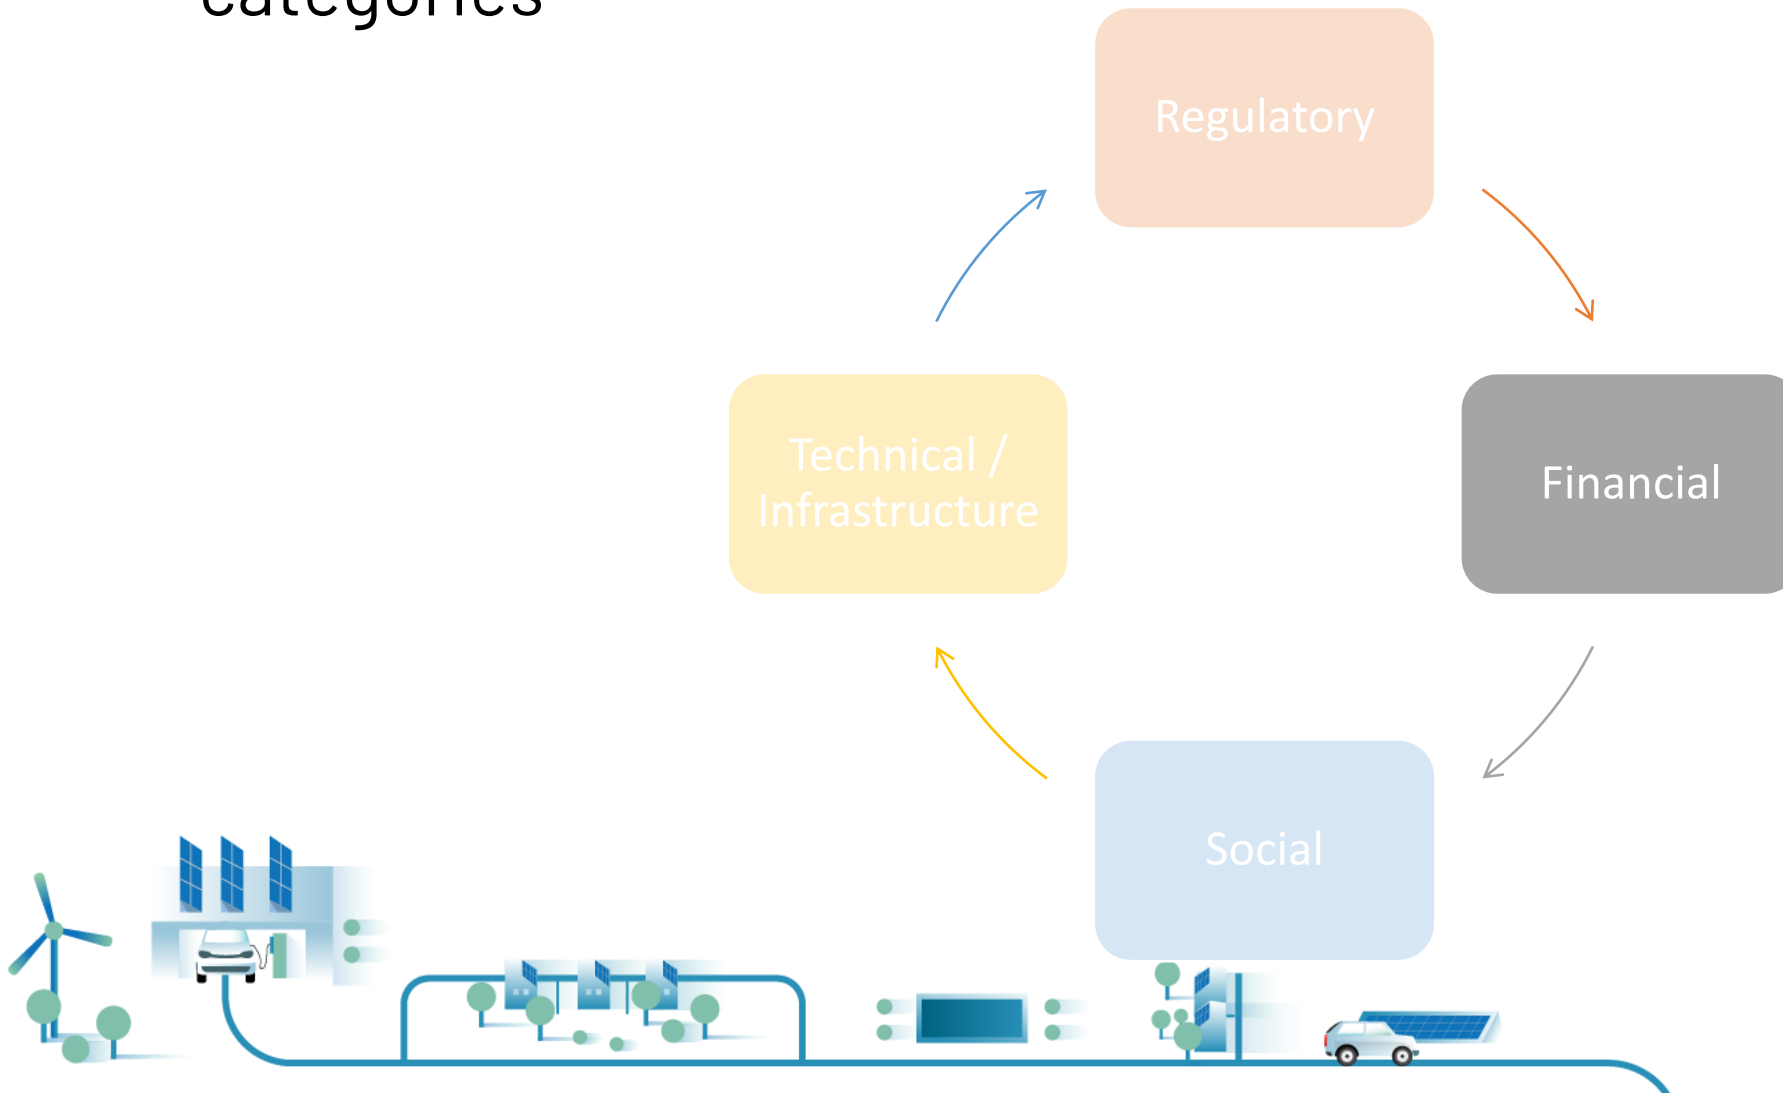 categories
Regulatory
Technical /
Infrastructure
Financial
Social